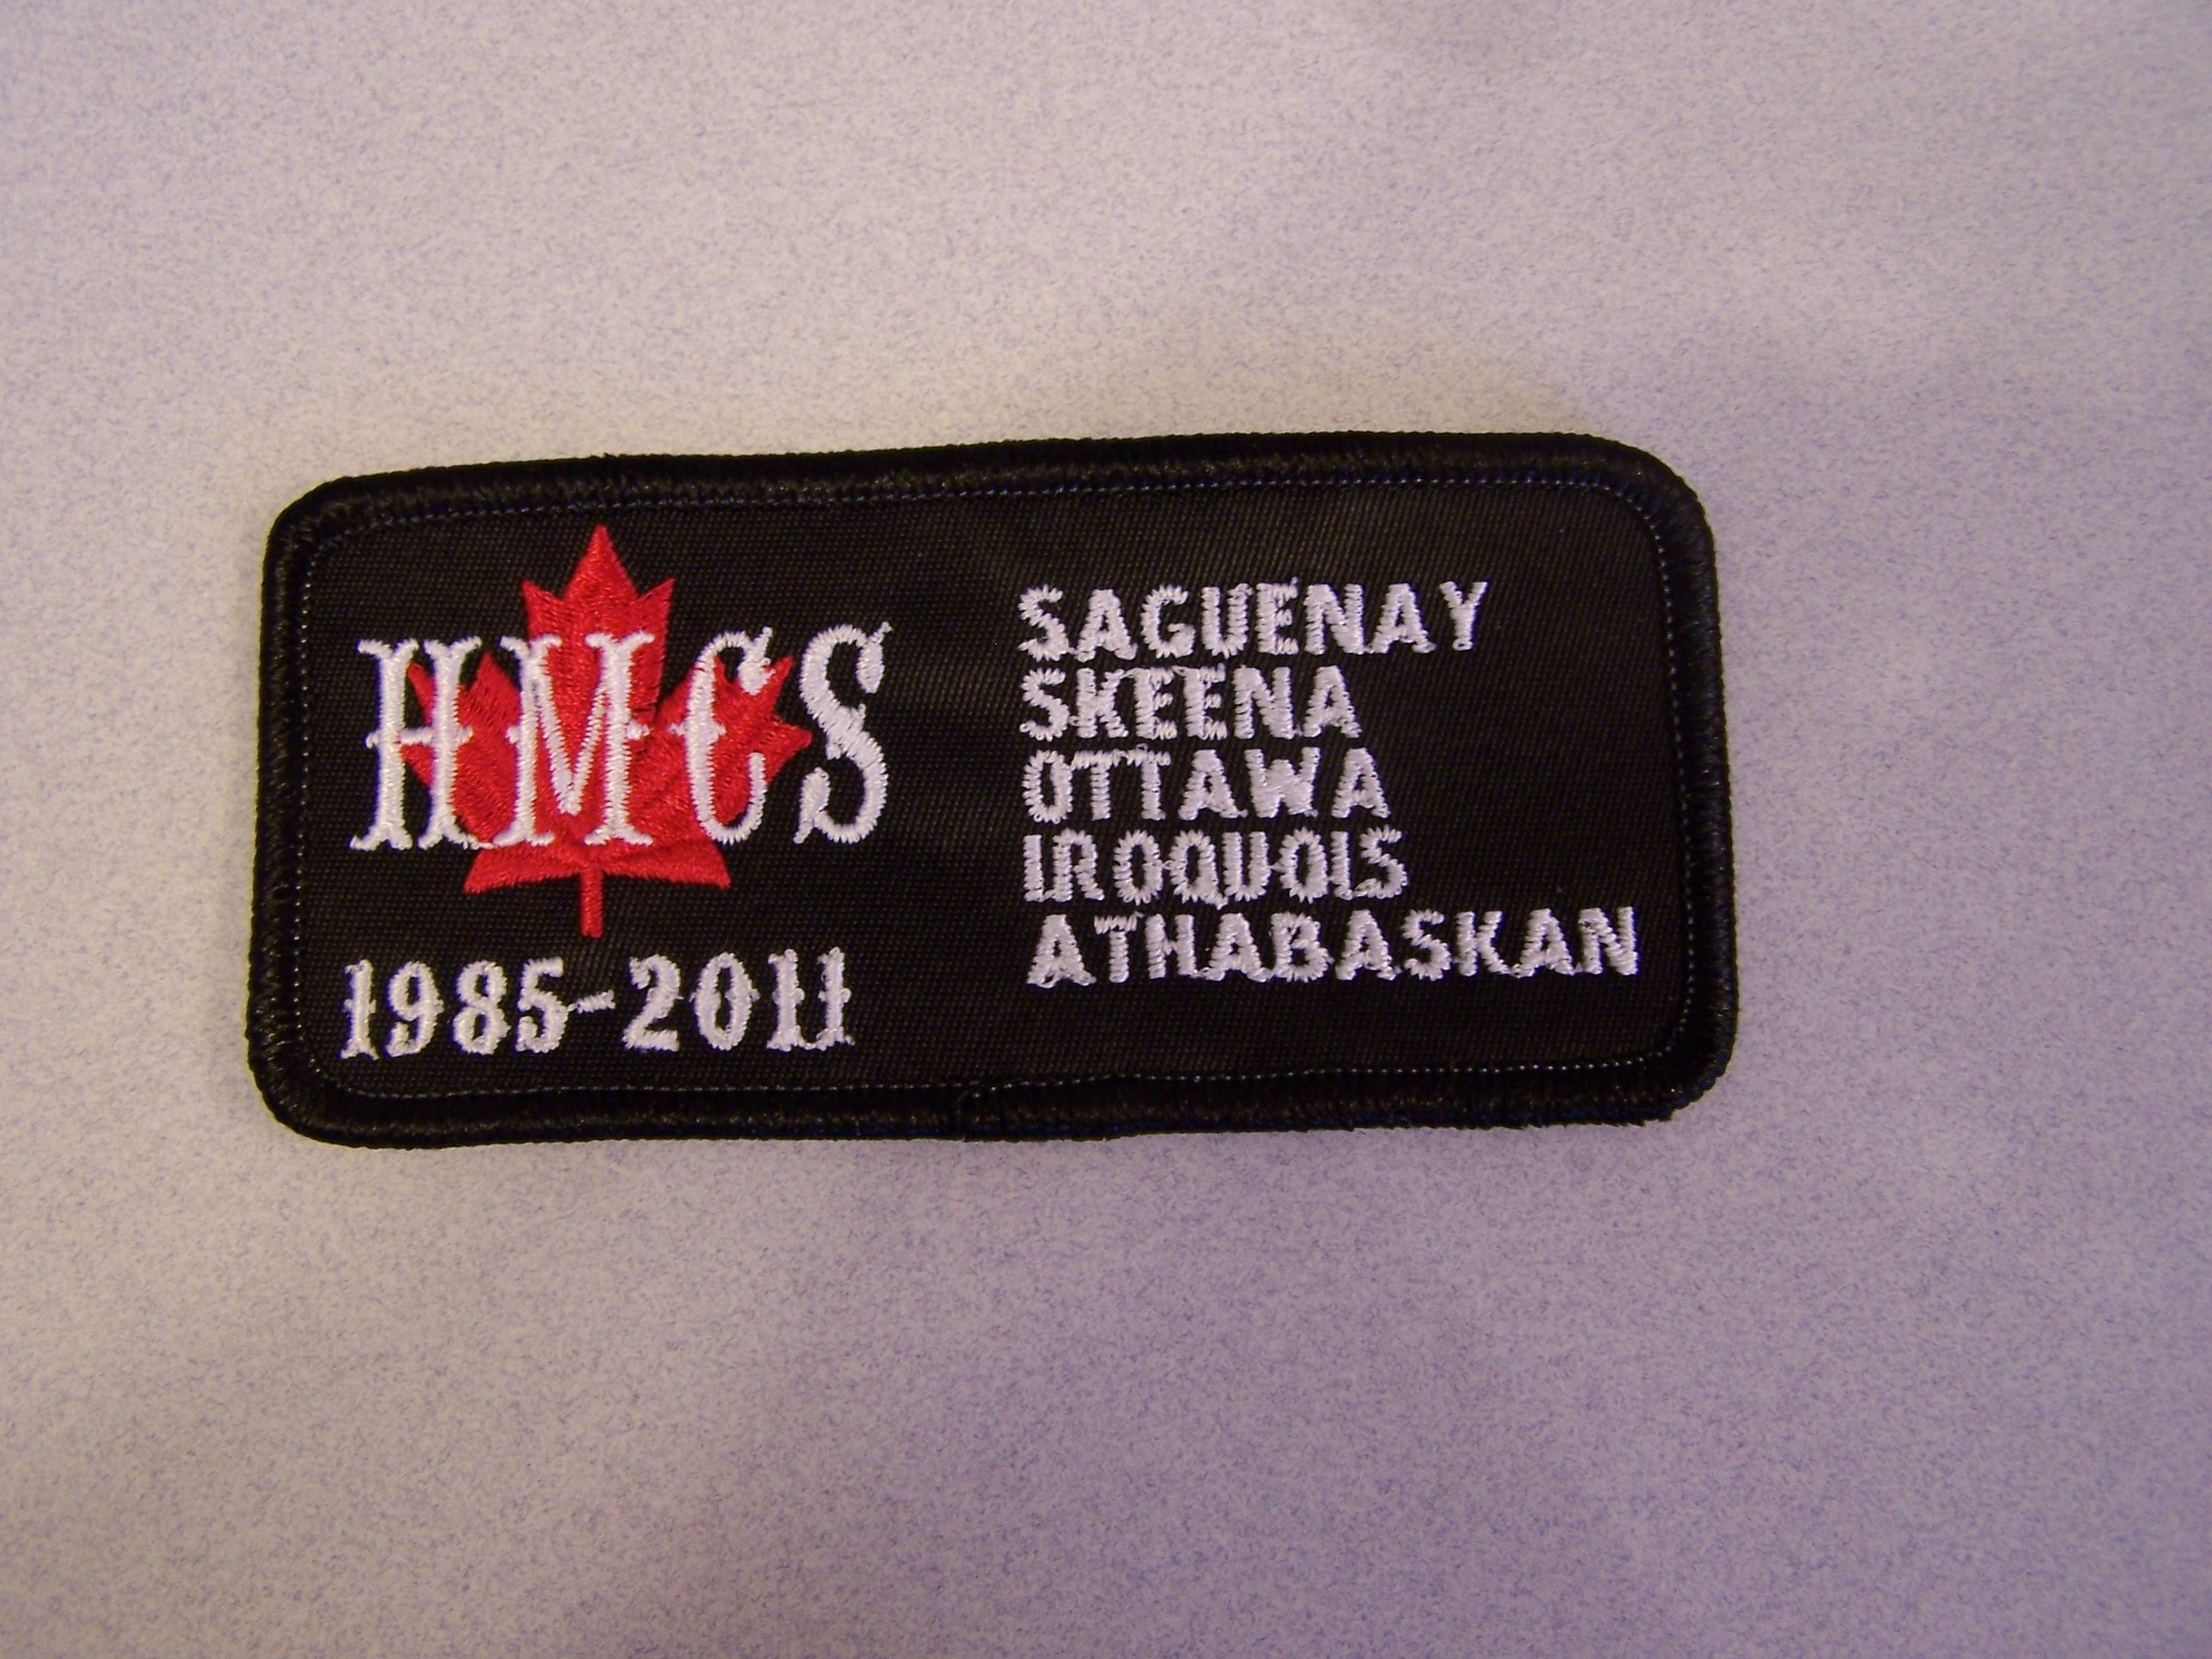 HMCS
1985-2011
SAGUENAY
SKEENA
OTTAWA
IROQUOIS
ATHABASKAN